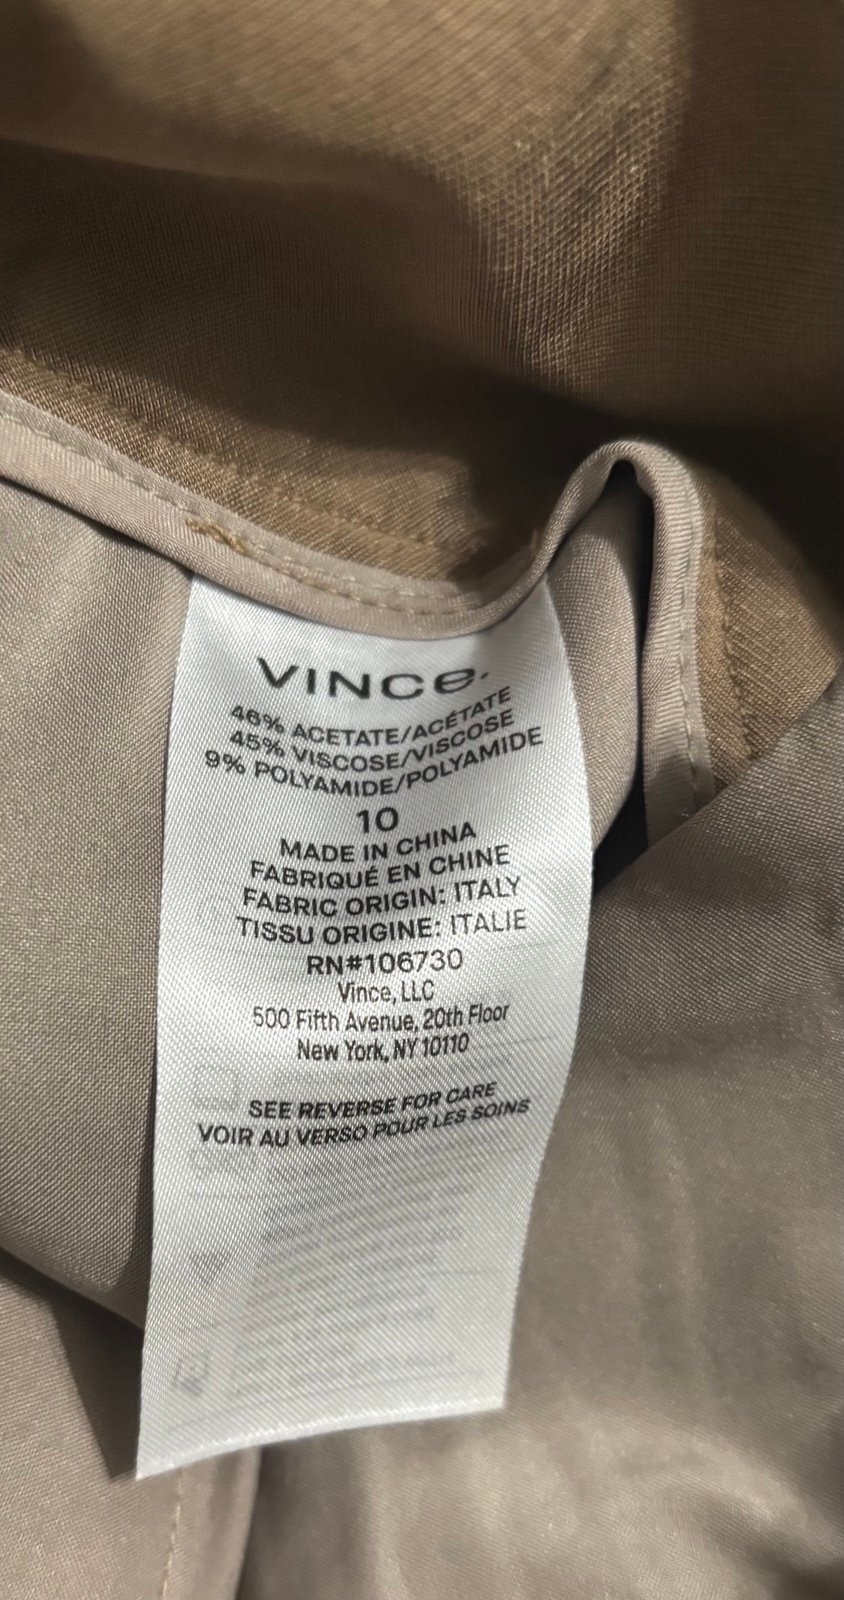 VINCe.
46% ACETATE/ACÉTATE
45% VISCOSE/VISCOSE
9% POLYAMIDE/POLYAMIDE
10
MADE IN CHINA
FABRIQUÉ EN CHINE
FABRIC ORIGIN: ITALY
TISSU ORIGINE: ITALIE
RN#106730
Vince, LLC
500 Fifth Avenue, 20th Floor
New York, NY 10110
SEE REVERSE FOR CARE
VOIR AU VERSO POUR LES SOINS